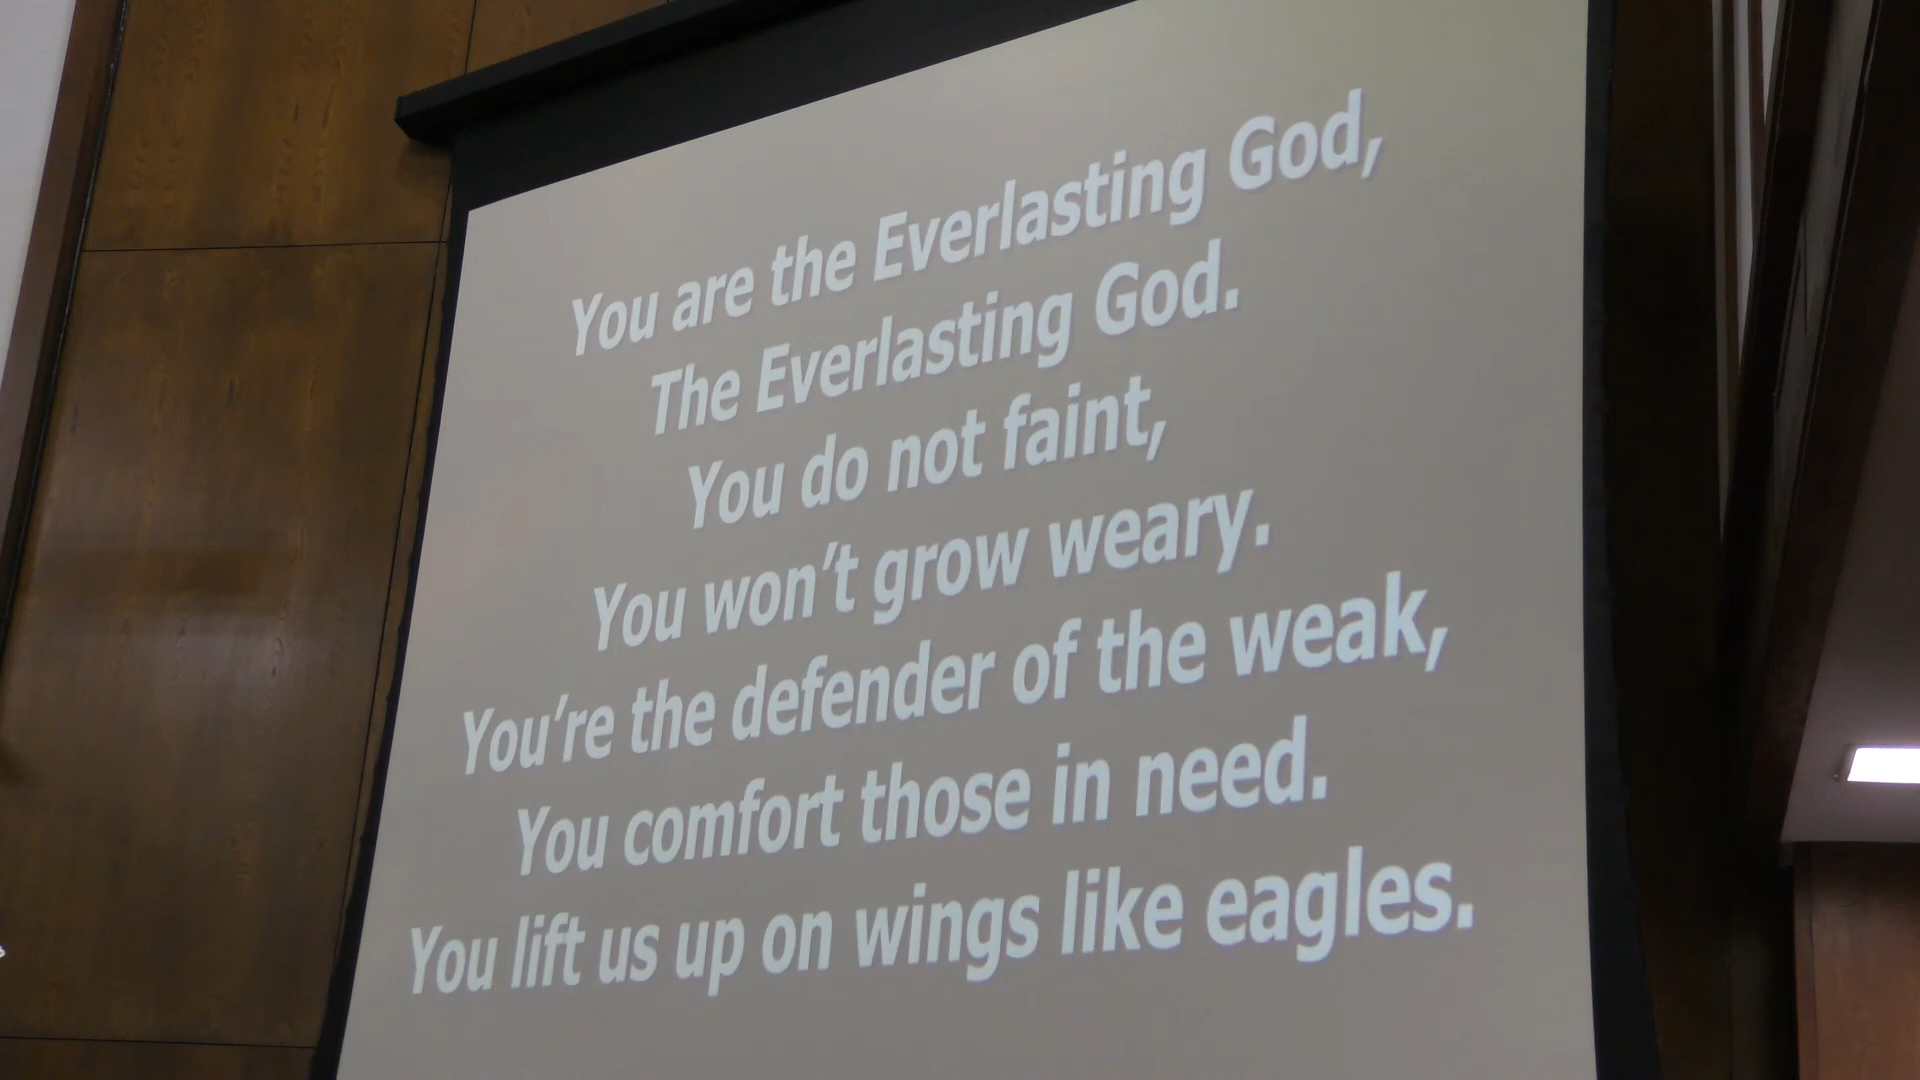 You are the Everlasting God,
The Everlasting God.
You do not faint,
You won't grow weary.
You're the defender of the weak,
You comfort those in need.
You lift us up on wings like eagles.